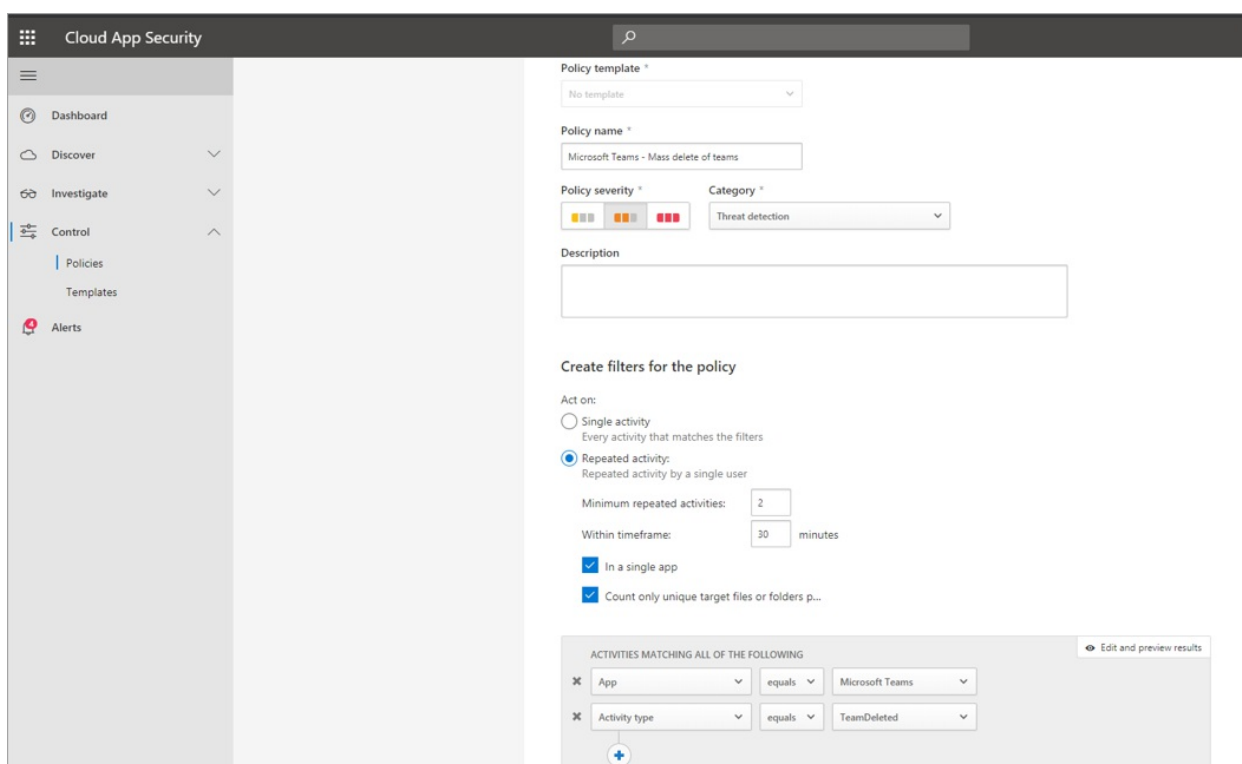 Cloud App Security
Policy template *
No template
Dashboard
Policy name *
Discover
Microsoft Teams - Mass delete of teams
Investigate
Policy severity *
Category *
Threat detection
Control
Description
Policies
Templates
4
Alerts
Create filters for the policy
Act on:
Single activity
Every activity that matches the filters
Repeated activity:
Repeated activity by a single user
Minimum repeated activities: 2
Within timeframe: 30 minutes
In a single app
Count only unique target files or folders p...
ACTIVITIES MATCHING ALL OF THE FOLLOWING
Edit and preview results
App equals Microsoft Teams
Activity type equals TeamDeleted